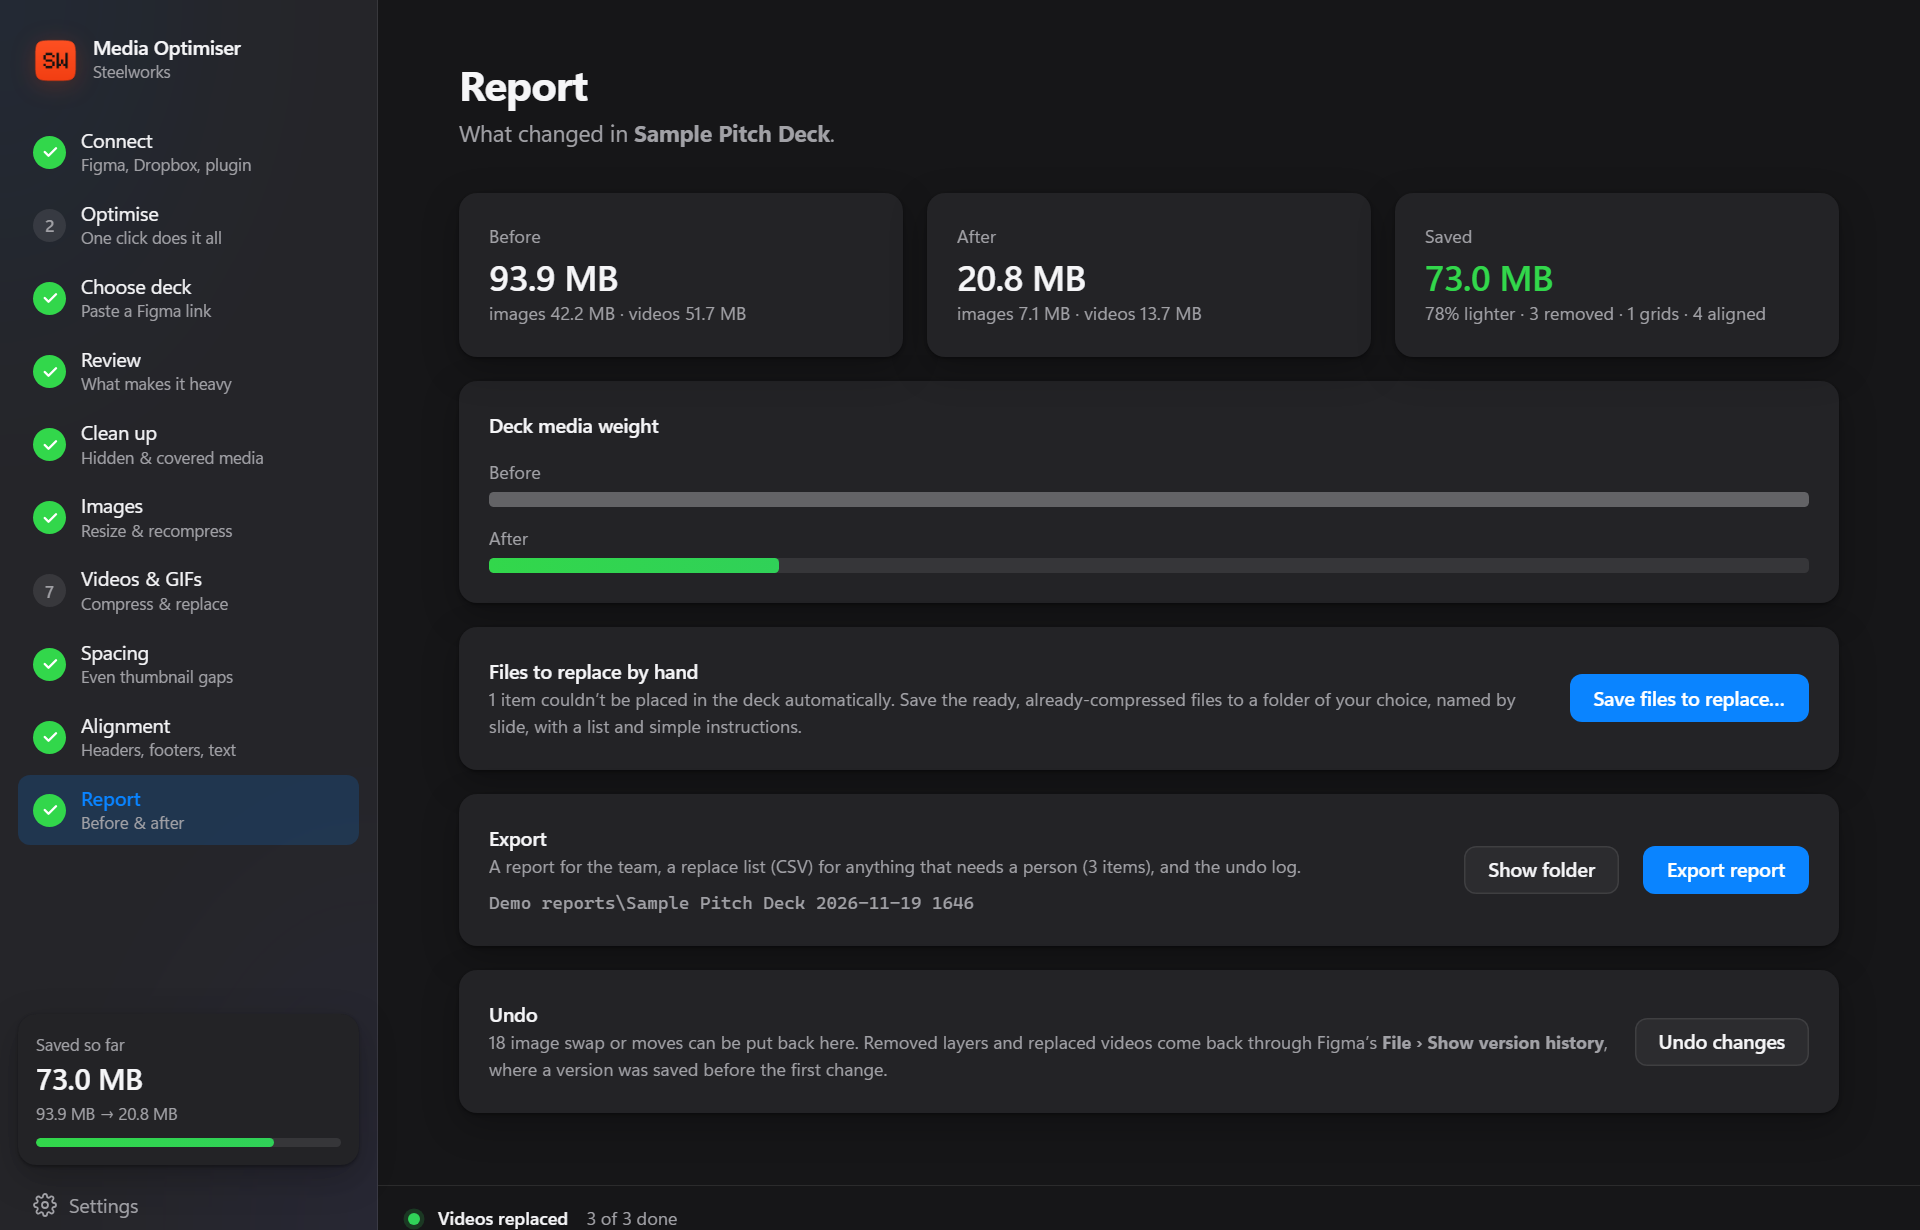 SW
Media Optimiser
Steelworks
Connect
Figma, Dropbox, plugin
2
Optimise
One click does it all
Choose deck
Paste a Figma link
Review
What makes it heavy
Clean up
Hidden & covered media
Images
Resize & recompress
7
Videos & GIFs
Compress & replace
Spacing
Even thumbnail gaps
Alignment
Headers, footers, text
Report
Before & after
Saved so far
73.0 MB
93.9 MB → 20.8 MB
Settings
Report
What changed in Sample Pitch Deck.
Before
93.9 MB
images 42.2 MB · videos 51.7 MB
After
20.8 MB
images 7.1 MB · videos 13.7 MB
Saved
73.0 MB
78% lighter · 3 removed · 1 grids · 4 aligned
Deck media weight
Before
After
Files to replace by hand
1 item couldn't be placed in the deck automatically. Save the ready, already-compressed files to a folder of your choice, named by
slide, with a list and simple instructions.
Save files to replace...
Export
A report for the team, a replace list (CSV) for anything that needs a person (3 items), and the undo log.
Demo reports\Sample Pitch Deck 2026-11-19 1646
Show folder
Export report
Undo
18 image swap or moves can be put back here. Removed layers and replaced videos come back through Figma's File › Show version history,
where a version was saved before the first change.
Undo changes
Videos replaced 3 of 3 done